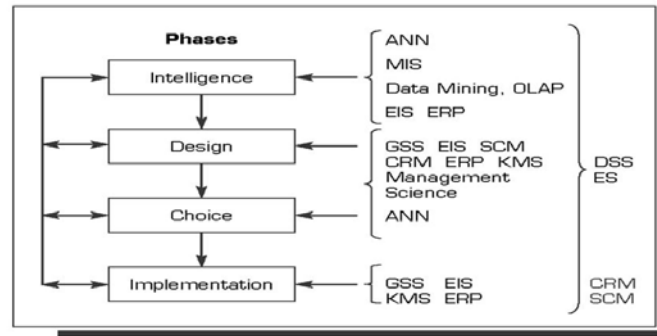 Phases
Intelligence
Design
Choice
Implementation
ANN
MIS
Data Mining, OLAP
EIS ERP
GSS EIS SCM
CRM ERP KMS
Management
Science
ANN
GSS EIS
KMS ERP
DSS
ES
CRM
SCM